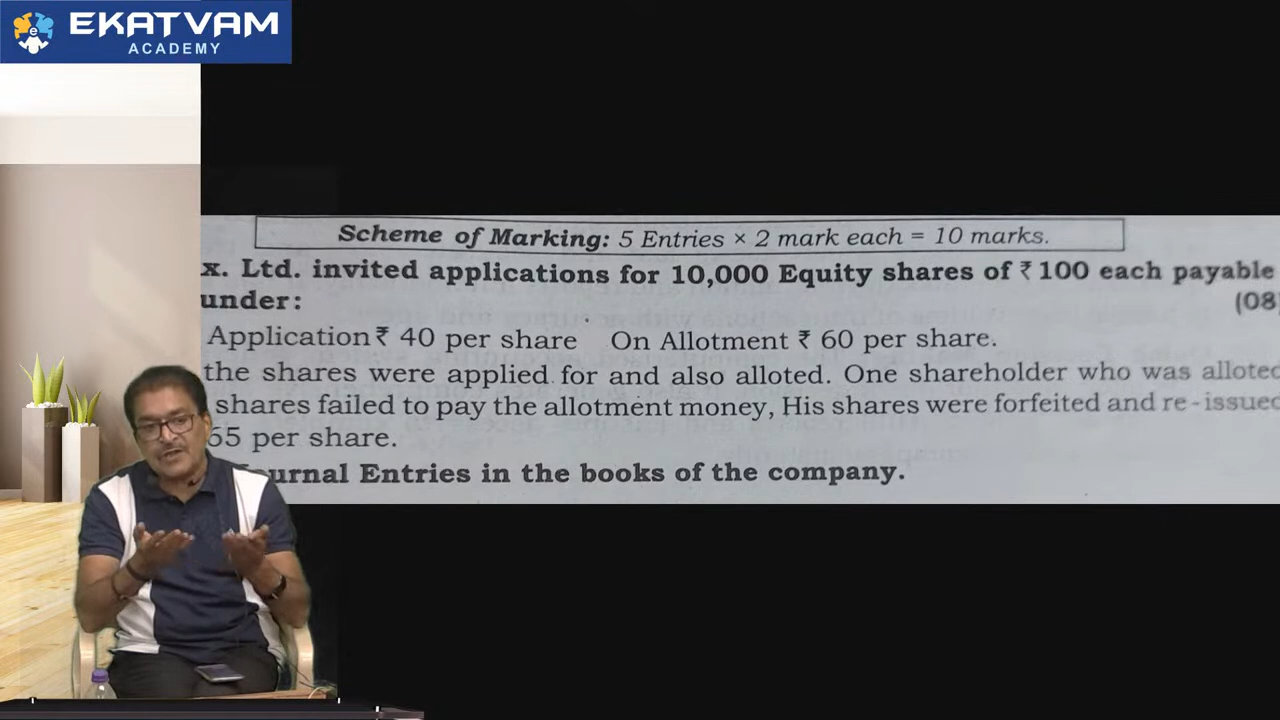 EKATVAM
ACADEMY
Scheme of Marking: 5 Entries × 2 mark each = 10 marks.
x. Ltd. invited applications for 10,000 Equity shares of ₹ 100 each payable
under: (08)
Application ₹ 40 per share On Allotment ₹ 60 per share.
the shares were applied for and also alloted. One shareholder who was alloted
shares failed to pay the allotment money, His shares were forfeited and re-issued
65 per share.
Journal Entries in the books of the company.